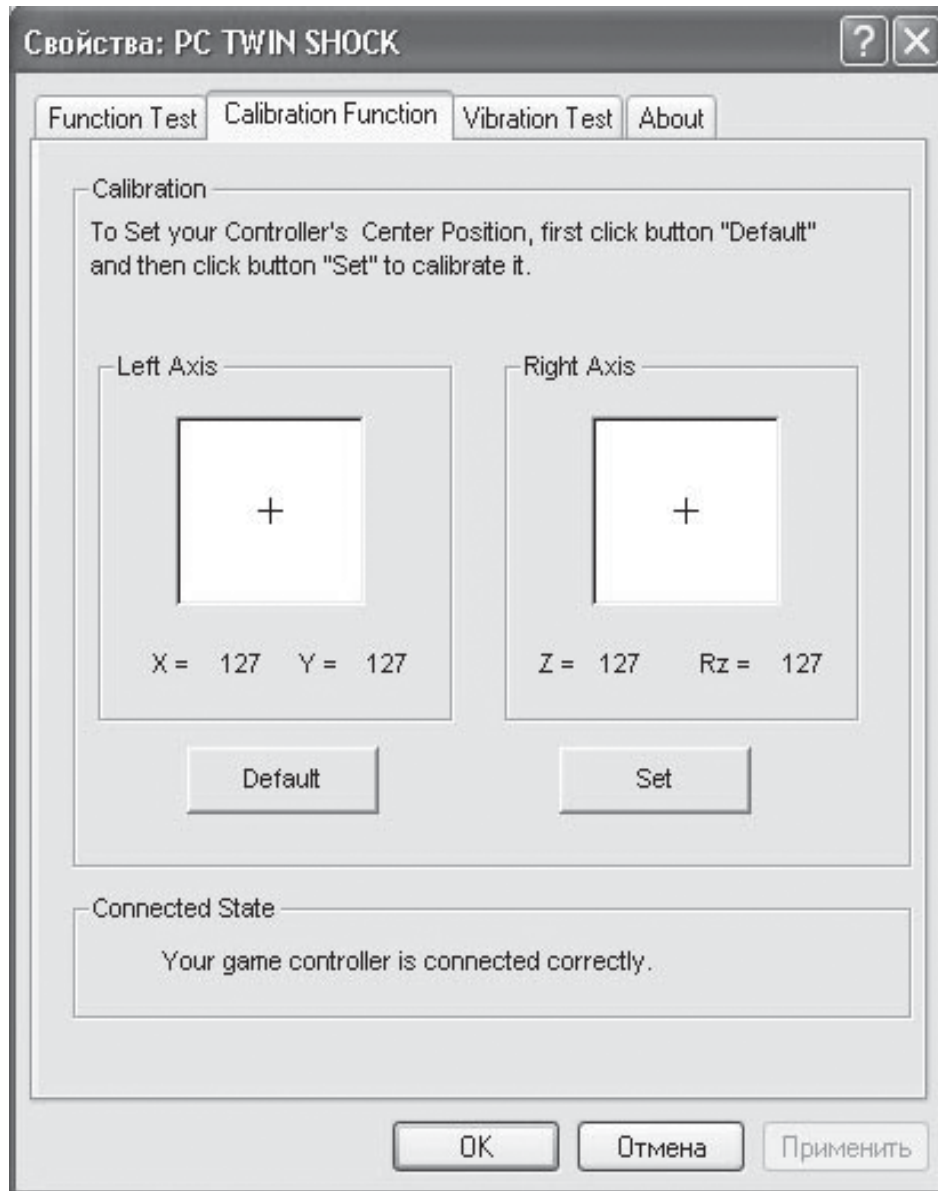 Свойства: PC TWIN SHOCK
Function Test Calibration Function Vibration Test About
Calibration
To Set your Controller's Center Position, first click button "Default"
and then click button "Set" to calibrate it.
Left Axis Right Axis
X = 127 Y = 127 Z = 127 Rz = 127
Default Set
Connected State
Your game controller is connected correctly.
OK Отмена Применить